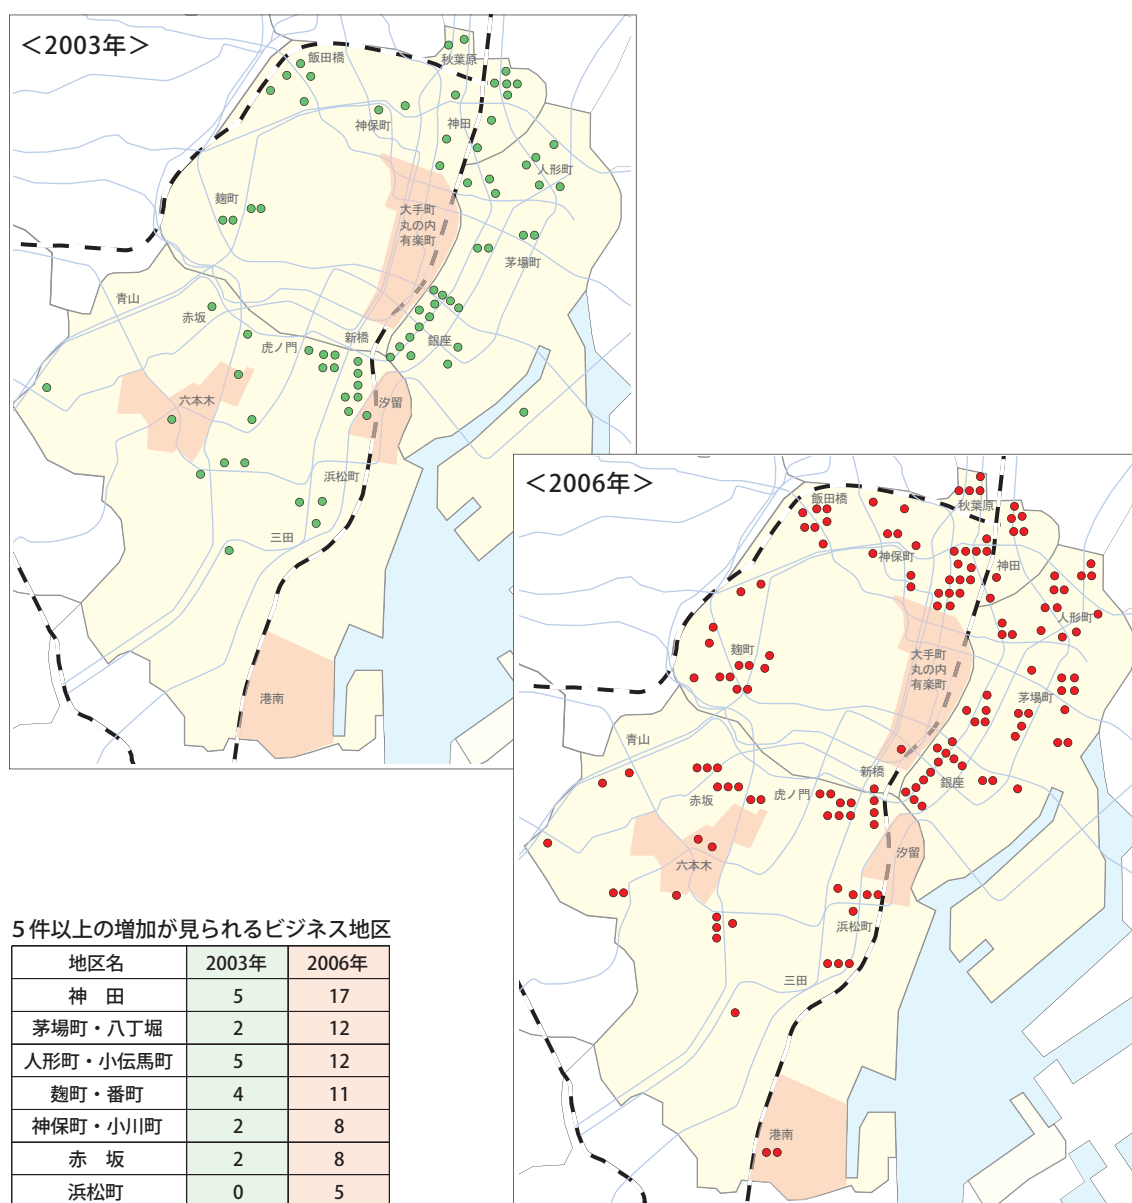 <2003年>
飯田橋
秋葉原
神保町
神田
人形町
麹町
大手町
丸の内
有楽町
茅場町
青山
赤坂
虎ノ門
新橋
銀座
六本木
汐留
浜松町
三田
港南
<2006年>
飯田橋
秋葉原
神保町
神田
人形町
麹町
大手町
丸の内
有楽町
茅場町
青山
新橋
銀座
赤坂
虎ノ門
汐留
六本木
浜松町
三田
港南
5件以上の増加が見られるビジネス地区
地区名 2003年 2006年
神 田 5 17
茅場町・八丁堀 2 12
人形町・小伝馬町 5 12
麹町・番町 4 11
神保町・小川町 2 8
赤 坂 2 8
浜松町 0 5